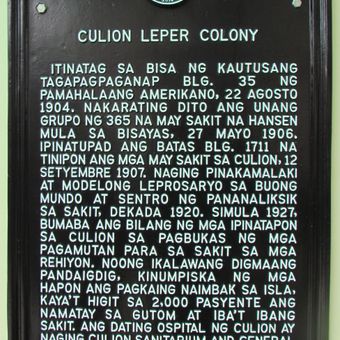 CULION LEPER COLONY
ITINATAG SA BISA NG KAUTUSANG
TAGAPAGPAGANAP BLG. 35 NG
PAMAHALAANG AMERIKANO, 22 AGOSTO
1904. NAKARATING DITO ANG UNANG
GRUPO NG 365 NA MAY SAKIT NA HANSEN
MULA SA BISAYAS, 27 MAYO 1906.
IPINATUPAD ANG BATAS BLG. 1711 NA
TINIPON ANG MGA MAY SAKIT SA CULION, 12
SETYEMBRE 1907. NAGING PINAKAMALAKI
AT MODELONG LEPROSARYO SA BUONG
MUNDO AT SENTRO NG PANANALIKSIK
SA SAKIT, DEKADA 1920. SIMULA 1927,
BUMABA ANG BILANG NG MGA IPINATAPON
SA CULION SA PAGBUKAS NG MGA
PAGAMUTAN PARA SA SAKIT SA MGA
REHIYON. NOONG IKALAWANG DIGMAANG
PANDAIGDIG, KINUMPISKA NG MGA
HAPON ANG PAGKAING NAIMBAK SA ISLA,
KAYA'T HIGIT SA 2,000 PASYENTE ANG
NAMATAY SA GUTOM AT IBA'T IBANG
SAKIT. ANG DATING OSPITAL NG CULION AY
NAGING CULION SANITARIUM AND GENERAL